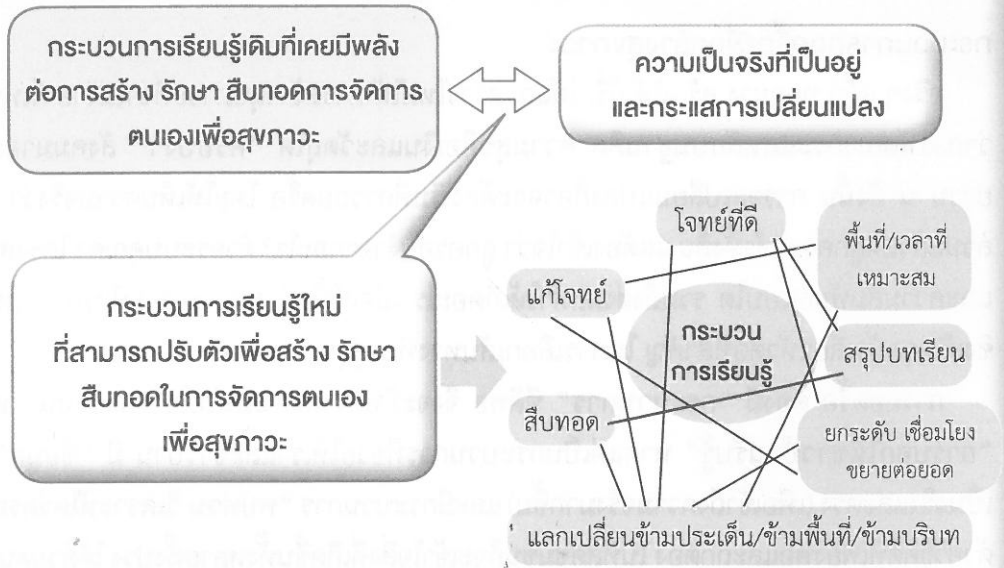 กระบวนการเรียนรู้เดิมที่เคยมีพลัง
ต่อการสร้าง รักษา สืบทอดการจัดการ
ตนเองเพื่อสุขภาวะ
ความเป็นจริงที่เป็นอยู่
และกระแสการเปลี่ยนแปลง
กระบวนการเรียนรู้ใหม่
ที่สามารถปรับตัวเพื่อสร้าง รักษา
สืบทอดในการจัดการตนเอง
เพื่อสุขภาวะ
โจทย์ที่ดี
พื้นที่/เวลาที่
เหมาะสม
แก้โจทย์
กระบวน
การเรียนรู้
สรุปบทเรียน
สืบทอด
ยกระดับ เชื่อมโยง
ขยายต่อยอด
แลกเปลี่ยนข้ามประเด็น/ข้ามพื้นที่/ข้ามบริบท